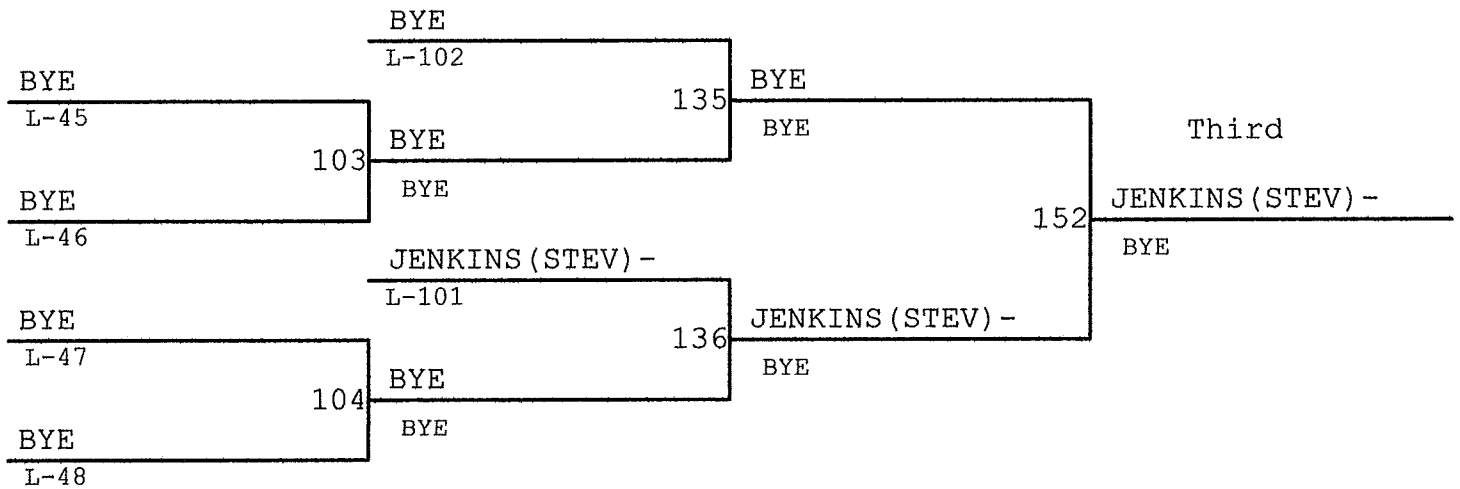 BYE
L-102
BYE
L-45
135
BYE
BYE
Third
103
BYE
BYE
BYE
L-46
152
JENKINS(STEV)-
BYE
JENKINS(STEV)-
L-101
BYE
L-47
136
JENKINS(STEV)-
BYE
104
BYE
BYE
BYE
L-48